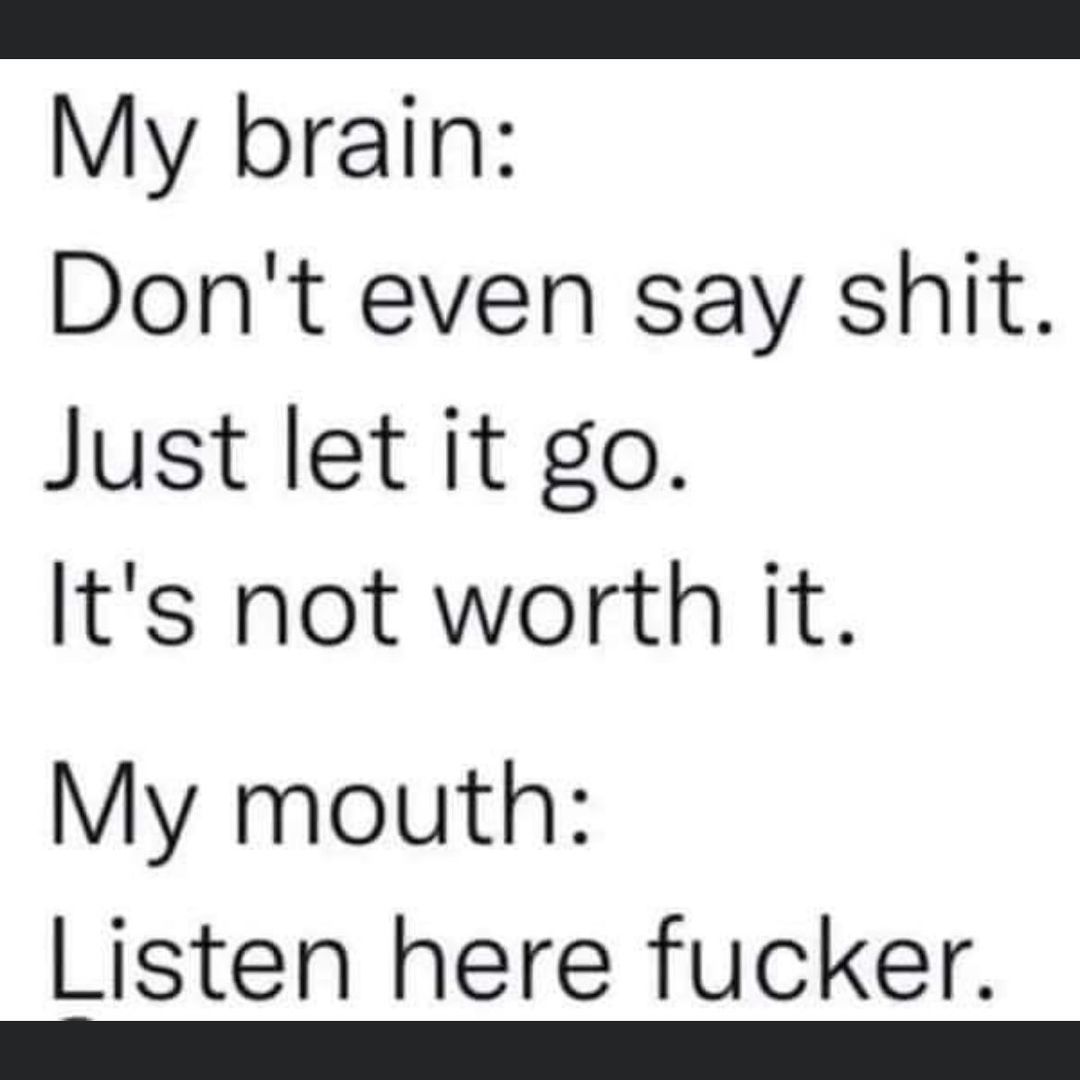 My brain:
Don't even say shit.
Just let it go.
It's not worth it.
My mouth:
Listen here fucker.